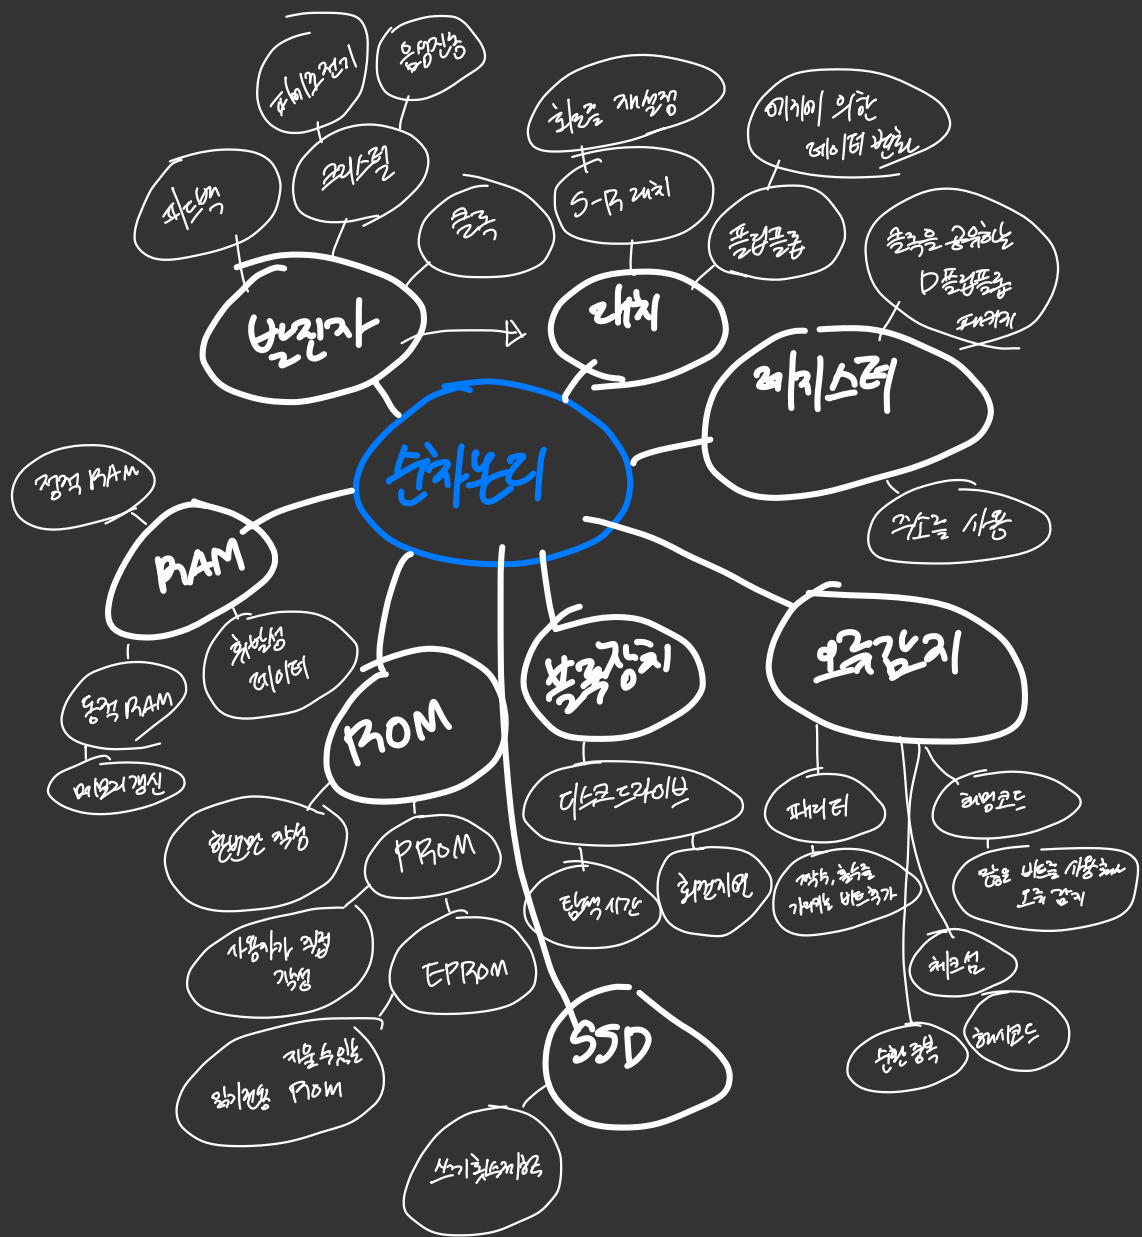 피에조전기
음영진동
크리스털
피드백
클록
발진자
회로를 재설정
S-R 래치
에지에 의한
데이터 변화
플립플롭
래치
클록을 공유하는
D플립플롭
패키지
레지스터
주소를 사용
순차논리
정적 RAM
RAM
휘발성
데이터
동적 RAM
메모리 갱신
ROM
한번만 작성
PROM
사용자가 직접
작성
EPROM
지울수있는
읽기전용 ROM
블록장치
디스크드라이브
탐색시간
회전지연
SSD
쓰기횟수제한
오류감지
패리티
짝수, 홀수를
비트추가
해밍코드
많은 비트를 사용해
오류 감지
체크섬
해시코드
순환중복